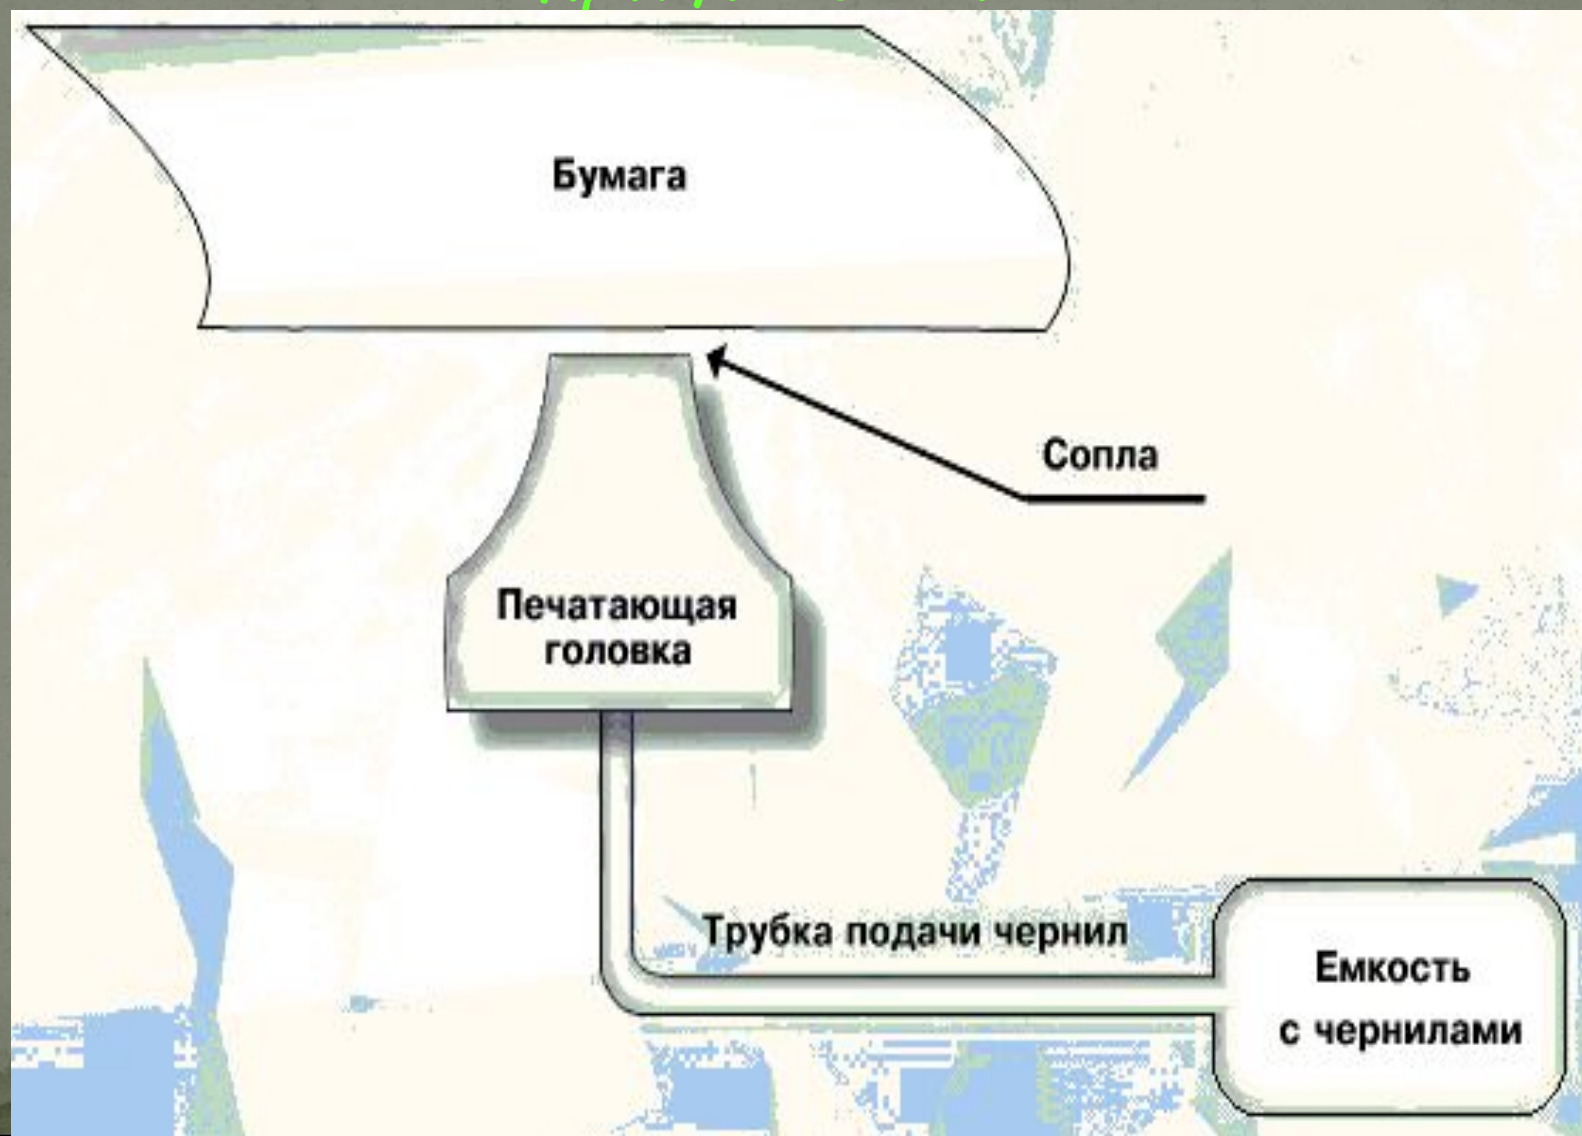 Бумага
Сопла
Печатающая
головка
Трубка подачи чернил
Емкость
с чернилами